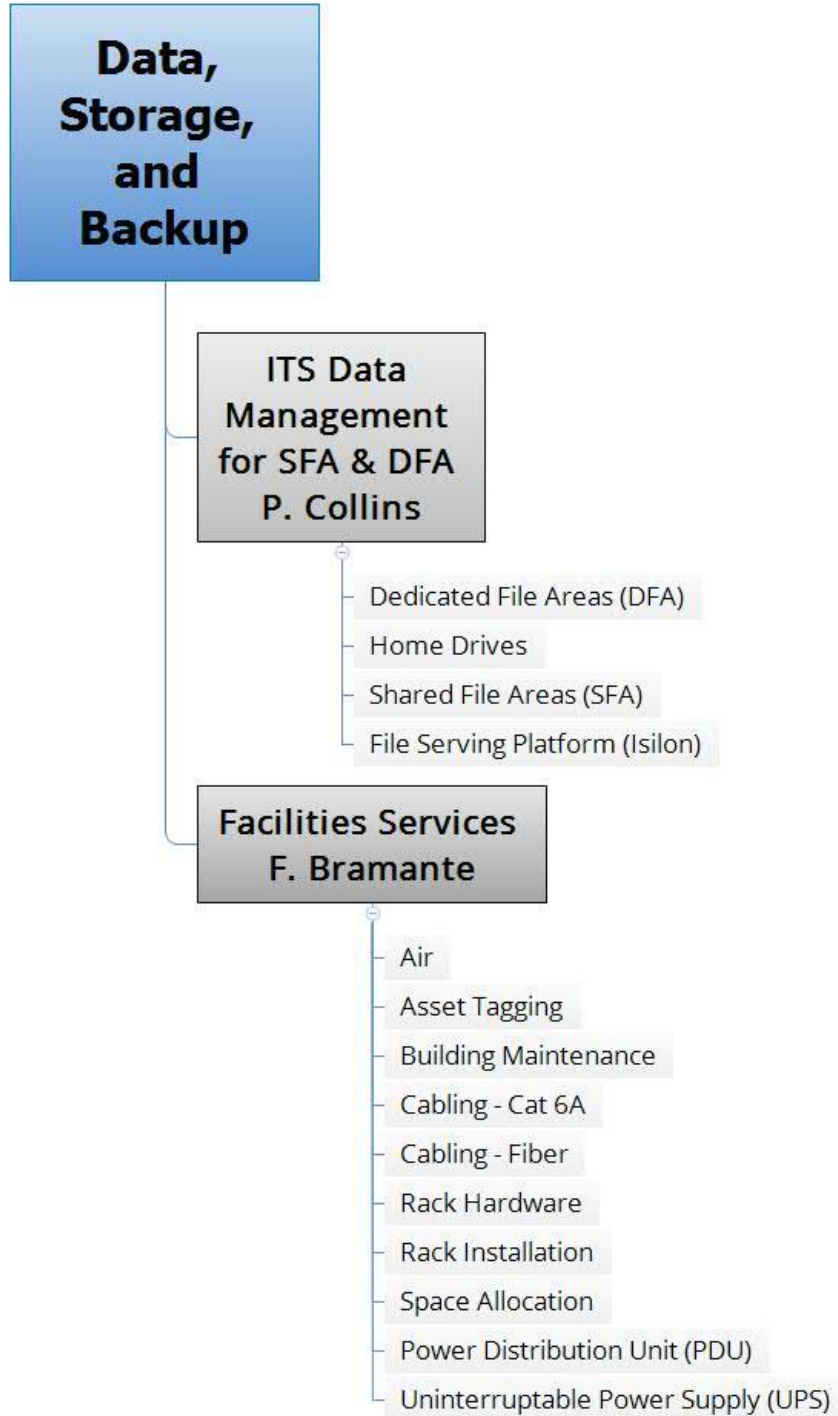 Data,
Storage,
and
Backup
ITS Data
Management
for SFA & DFA
P. Collins
Dedicated File Areas (DFA)
Home Drives
Shared File Areas (SFA)
File Serving Platform (Isilon)
Facilities Services
F. Bramante
Air
Asset Tagging
Building Maintenance
Cabling - Cat 6A
Cabling - Fiber
Rack Hardware
Rack Installation
Space Allocation
Power Distribution Unit (PDU)
Uninterruptable Power Supply (UPS)